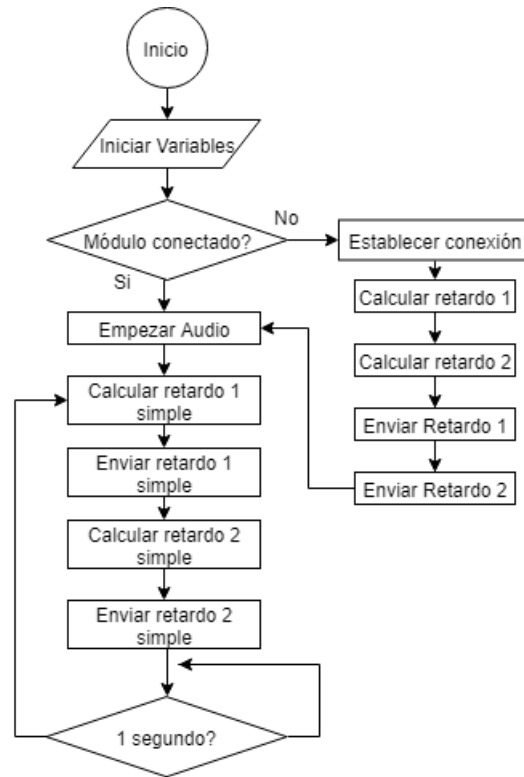 Inicio
Iniciar Variables
Módulo conectado?
No
Si
Establecer conexión
Calcular retardo 1
Calcular retardo 2
Enviar Retardo 1
Enviar Retardo 2
Empezar Audio
Calcular retardo 1
simple
Enviar retardo 1
simple
Calcular retardo 2
simple
Enviar retardo 2
simple
1 segundo?